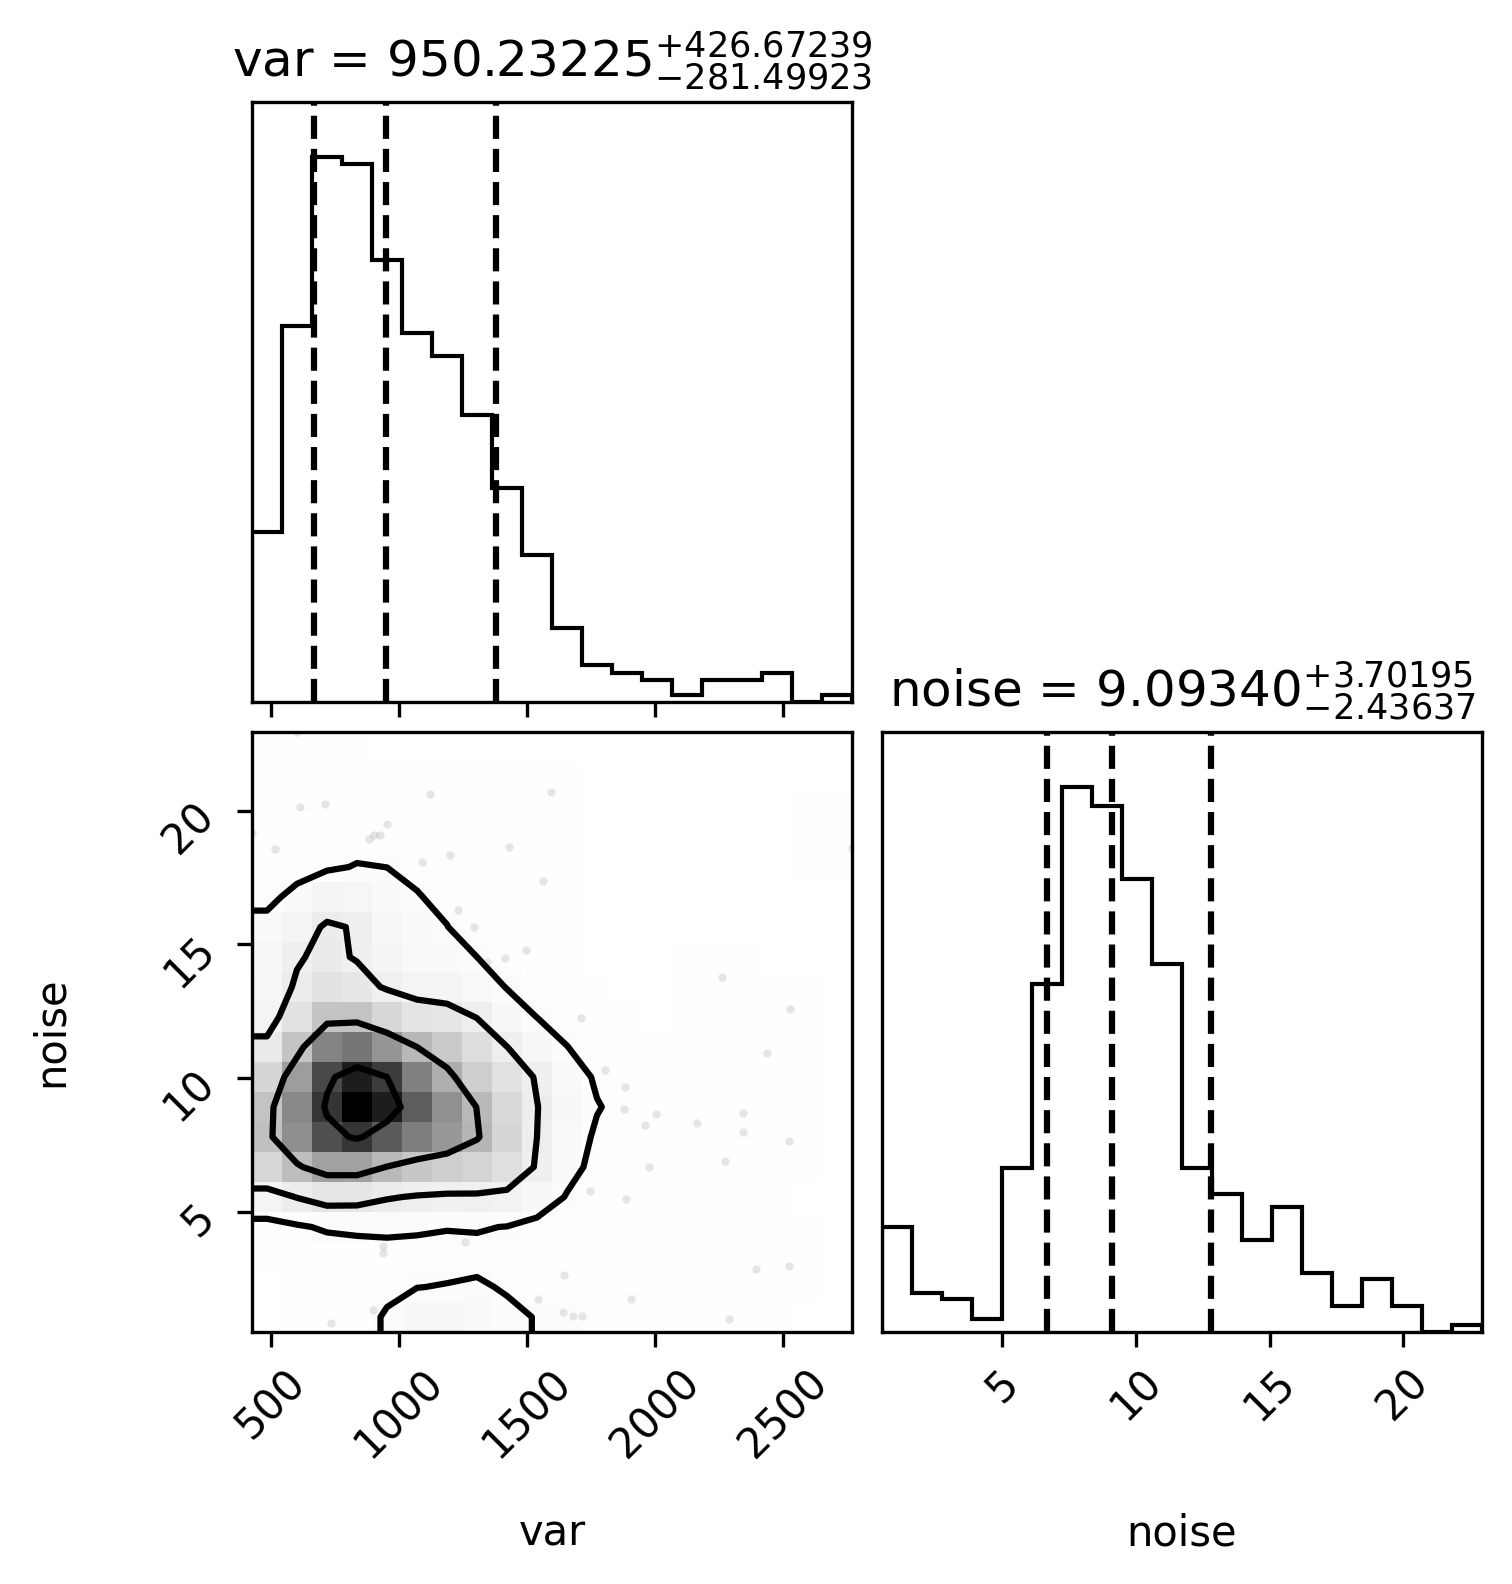 var = 950.23225+426.67239−281.49923
noise = 9.09340+3.70195−2.43637
20
15
10
5
noise
500 1000 1500 2000 2500
5 10 15 20
var
noise